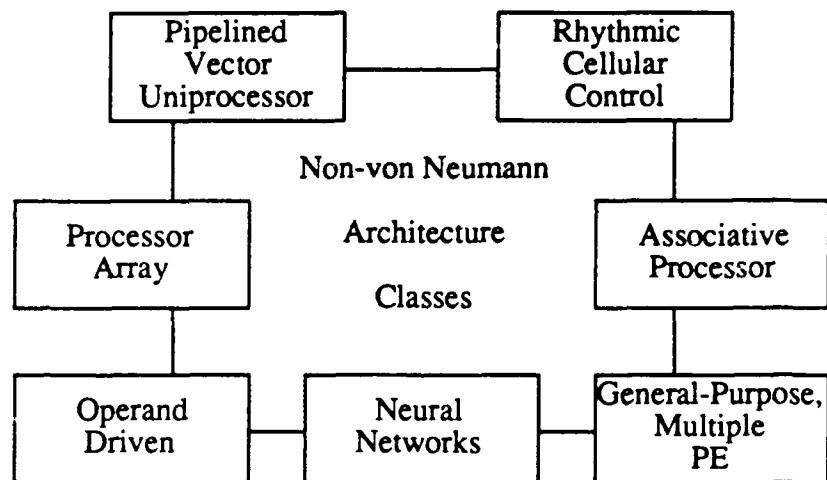 Pipelined
Vector
Uniprocessor
Rhythmic
Cellular
Control
Non-von Neumann
Architecture
Classes
Processor
Array
Associative
Processor
Operand
Driven
Neural
Networks
General-Purpose,
Multiple
PE